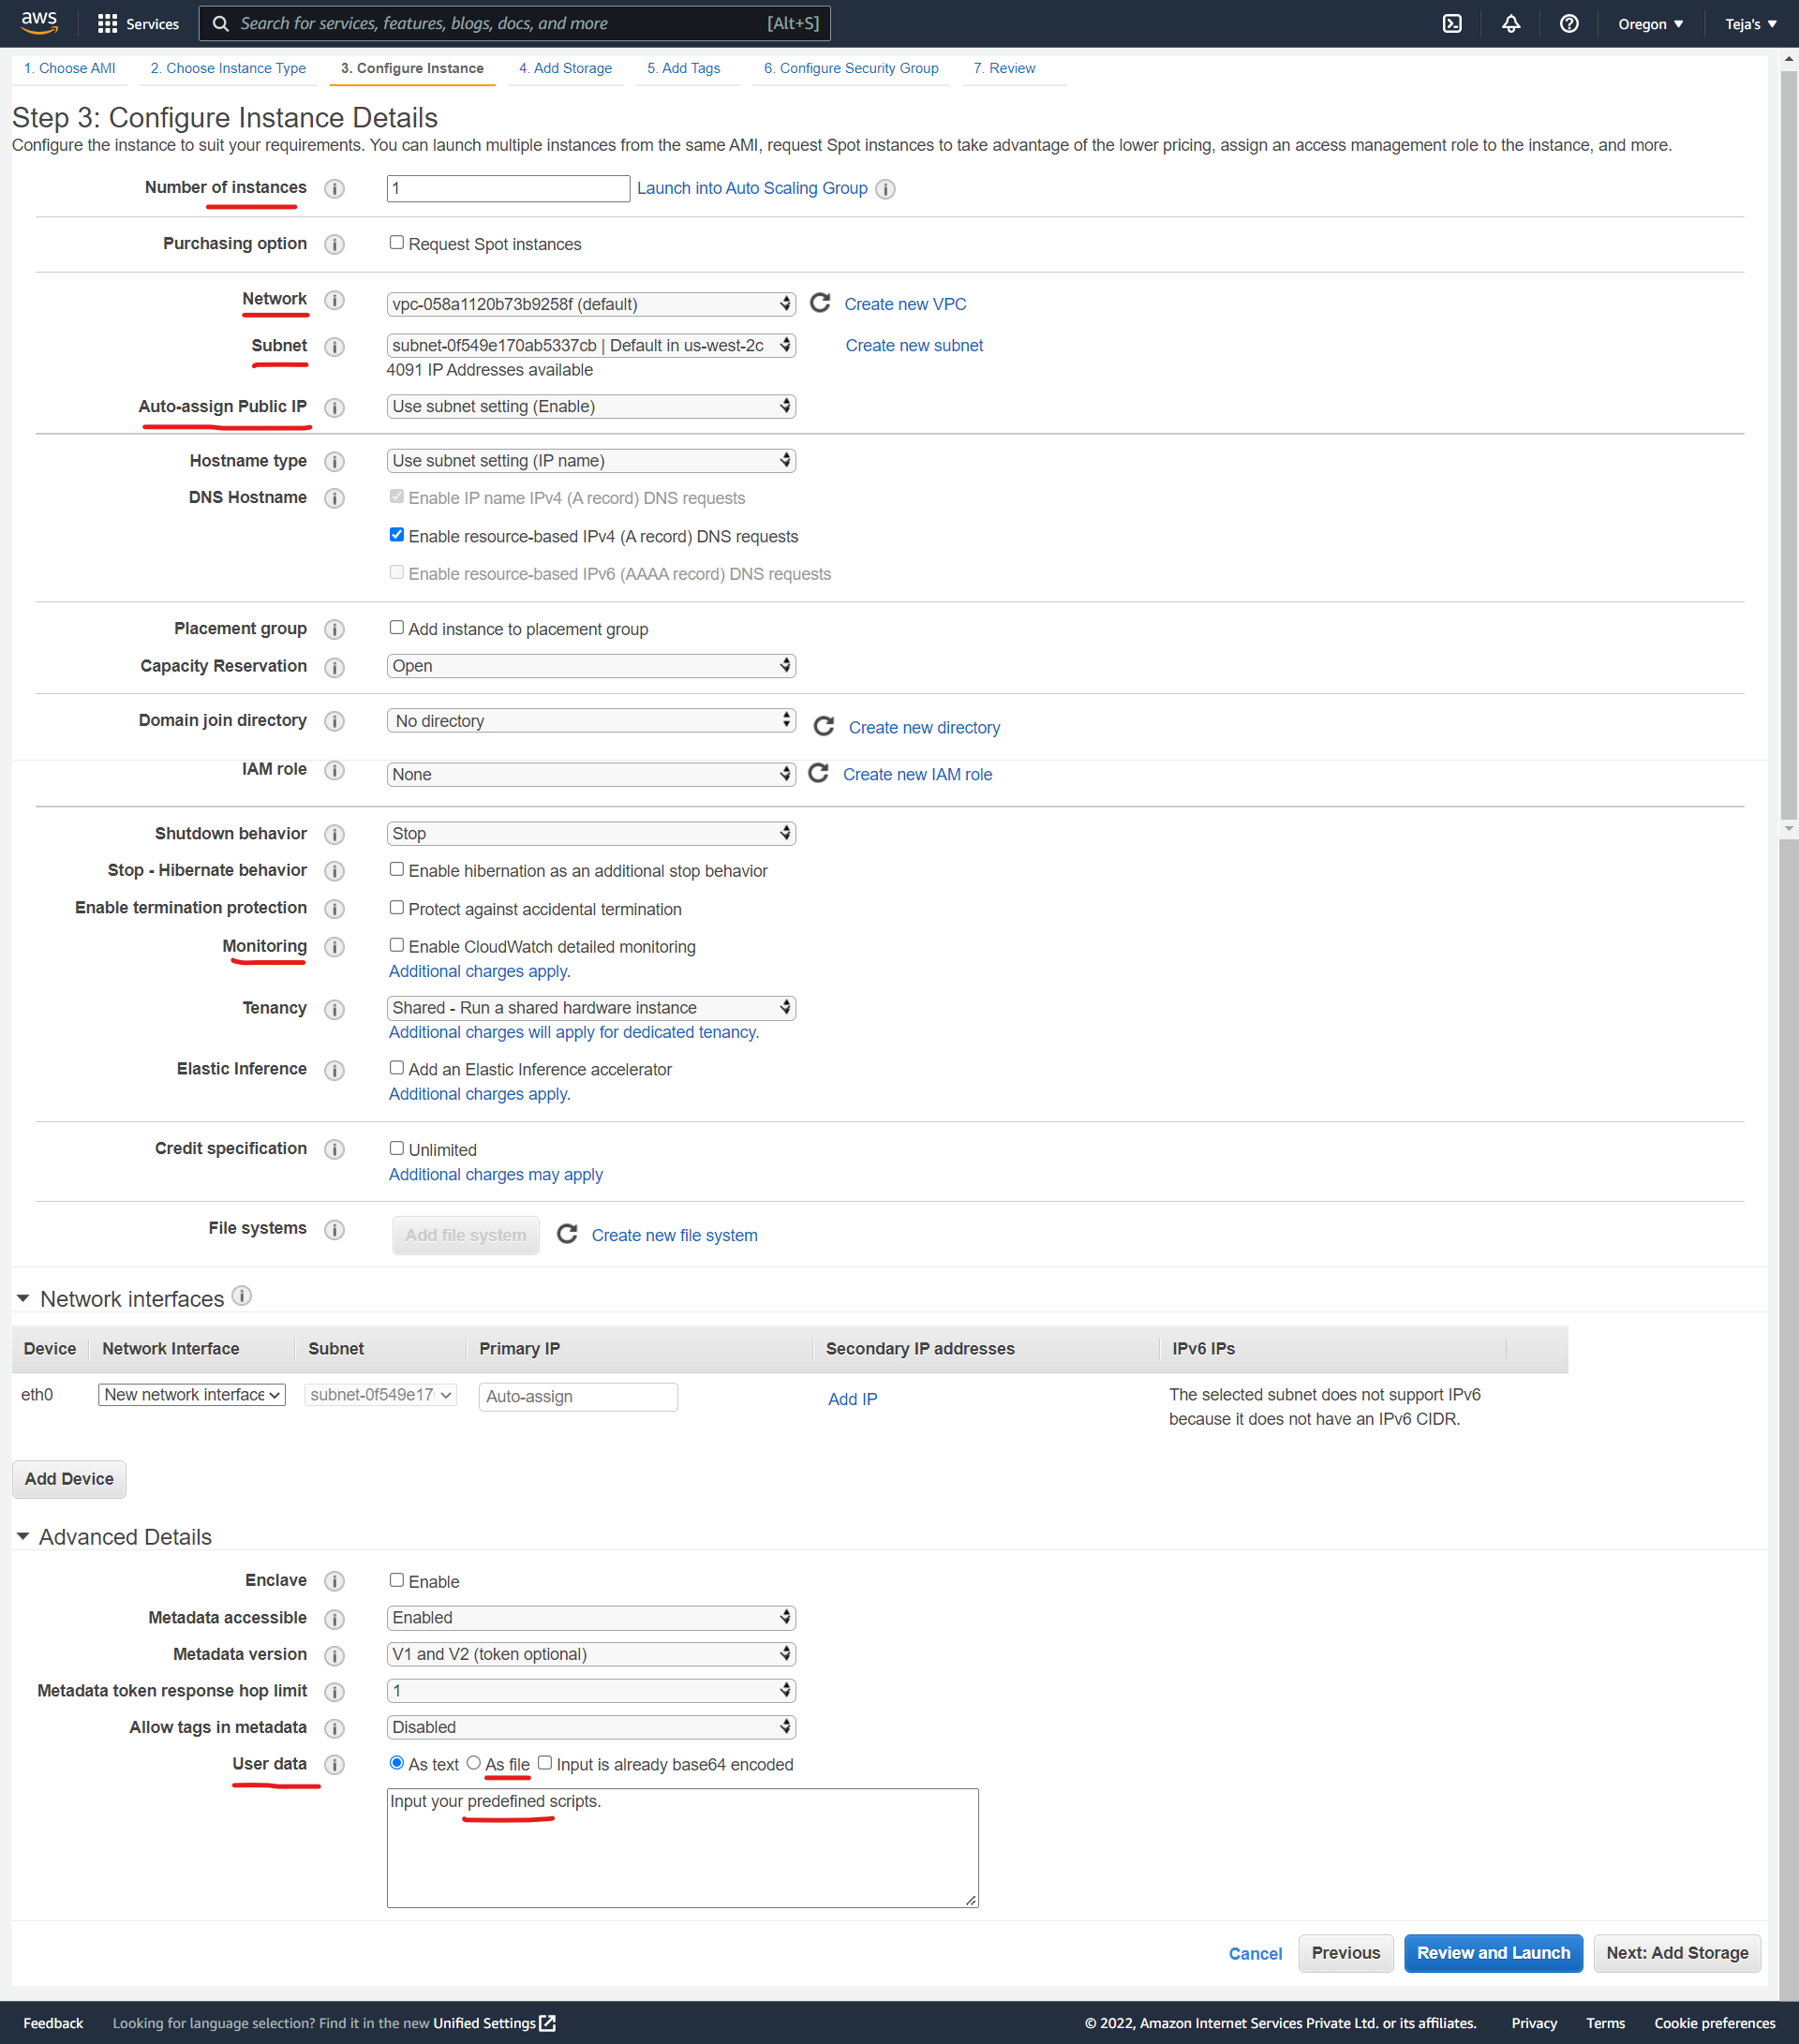 aws Services Search for services, features, blogs, docs, and more [Alt+S] Oregon Teja's
1. Choose AMI 2. Choose Instance Type 3. Configure Instance 4. Add Storage 5. Add Tags 6. Configure Security Group 7. Review
Step 3: Configure Instance Details
Configure the instance to suit your requirements. You can launch multiple instances from the same AMI, request Spot instances to take advantage of the lower pricing, assign an access management role to the instance, and more.
Number of instances 1 Launch into Auto Scaling Group
Purchasing option Request Spot instances
Network vpc-058a1120b73b9258f (default) Create new VPC
Subnet subnet-0f549e170ab5337cb | Default in us-west-2c Create new subnet
4091 IP Addresses available
Auto-assign Public IP Use subnet setting (Enable)
Hostname type Use subnet setting (IP name)
DNS Hostname Enable IP name IPv4 (A record) DNS requests
Enable resource-based IPv4 (A record) DNS requests
Enable resource-based IPv6 (AAAA record) DNS requests
Placement group Add instance to placement group
Capacity Reservation Open
Domain join directory No directory Create new directory
IAM role None Create new IAM role
Shutdown behavior Stop
Stop - Hibernate behavior Enable hibernation as an additional stop behavior
Enable termination protection Protect against accidental termination
Monitoring Enable CloudWatch detailed monitoring
Additional charges apply.
Tenancy Shared - Run a shared hardware instance
Additional charges will apply for dedicated tenancy.
Elastic Inference Add an Elastic Inference accelerator
Additional charges apply.
Credit specification Unlimited
Additional charges may apply
File systems Add file system Create new file system
Network interfaces
Device Network Interface Subnet Primary IP Secondary IP addresses IPv6 IPs
eth0 New network interface subnet-0f549e17 Auto-assign Add IP The selected subnet does not support IPv6
because it does not have an IPv6 CIDR.
Add Device
Advanced Details
Enclave Enable
Metadata accessible Enabled
Metadata version V1 and V2 (token optional)
Metadata token response hop limit 1
Allow tags in metadata Disabled
User data As text As file Input is already base64 encoded
Input your predefined scripts.
Cancel Previous Review and Launch Next: Add Storage
Feedback Looking for language selection? Find it in the new Unified Settings © 2022, Amazon Internet Services Private Ltd. or its affiliates. Privacy Terms Cookie preferences